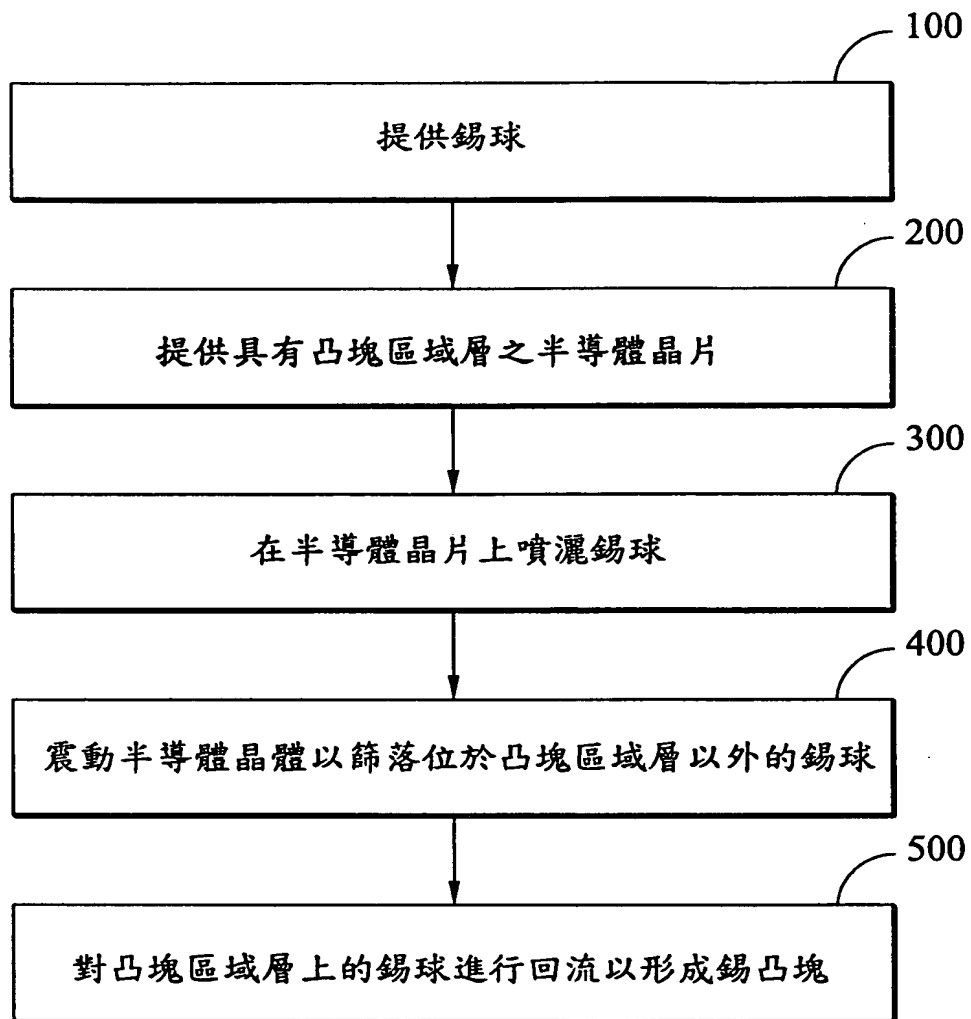 100
提供錫球
200
提供具有凸塊區域層之半導體晶片
300
在半導體晶片上噴灑錫球
400
震動半導體晶體以篩落位於凸塊區域層以外的錫球
500
對凸塊區域層上的錫球進行回流以形成錫凸塊